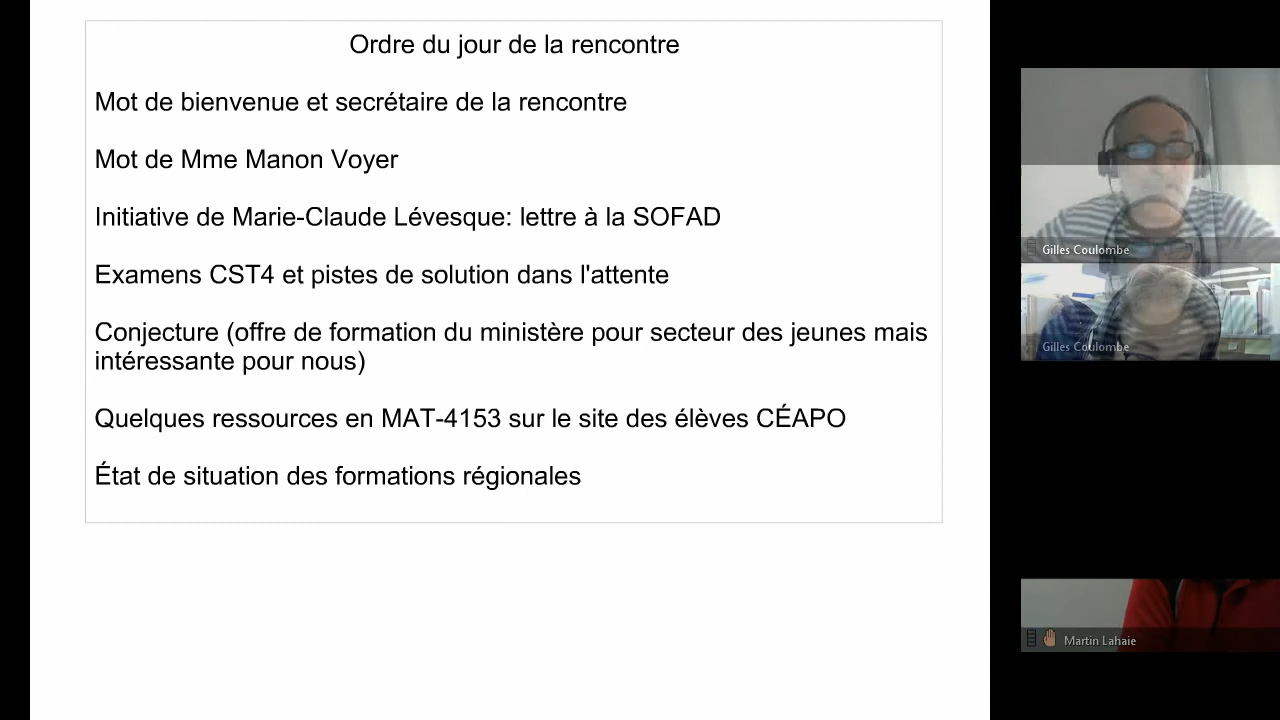 Ordre du jour de la rencontre
Mot de bienvenue et secrétaire de la rencontre
Mot de Mme Manon Voyer
Initiative de Marie-Claude Lévesque: lettre à la SOFAD
Examens CST4 et pistes de solution dans l'attente
Conjecture (offre de formation du ministère pour secteur des jeunes mais
intéressante pour nous)
Quelques ressources en MAT-4153 sur le site des élèves CÉAPO
État de situation des formations régionales
Gilles Coulombe
Gilles Coulombe
Martin Lahaie